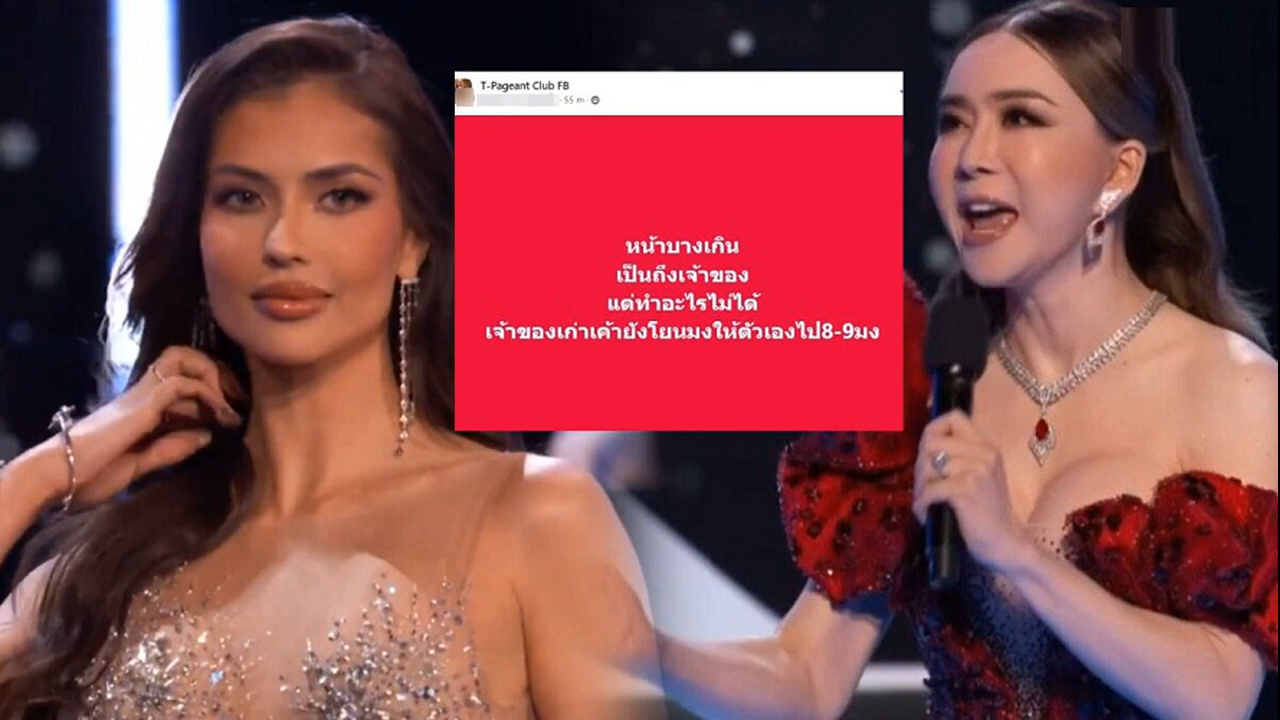 T-Pageant Club FB
55 m
หน้าบางเกิน
เป็นถึงเจ้าของ
แต่ทำอะไรไม่ได้
เจ้าของเก่าเค้ายังโยนมงให้ตัวเองไป8-9มง